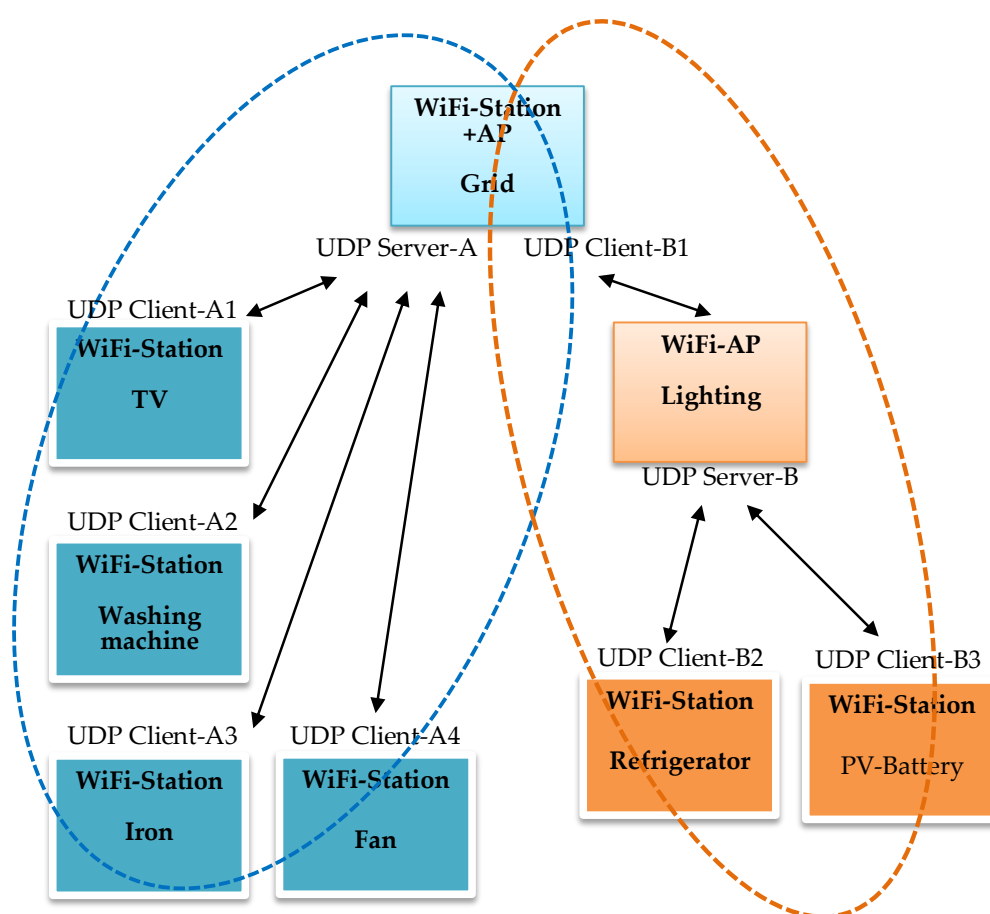 WiFi-Station
+AP
Grid
UDP Server-A
UDP Client-B1
UDP Client-A1
WiFi-Station
TV
WiFi-AP
Lighting
UDP Server-B
UDP Client-A2
WiFi-Station
Washing
machine
UDP Client-B2
WiFi-Station
Refrigerator
UDP Client-B3
WiFi-Station
PV-Battery
UDP Client-A3
WiFi-Station
Iron
UDP Client-A4
WiFi-Station
Fan